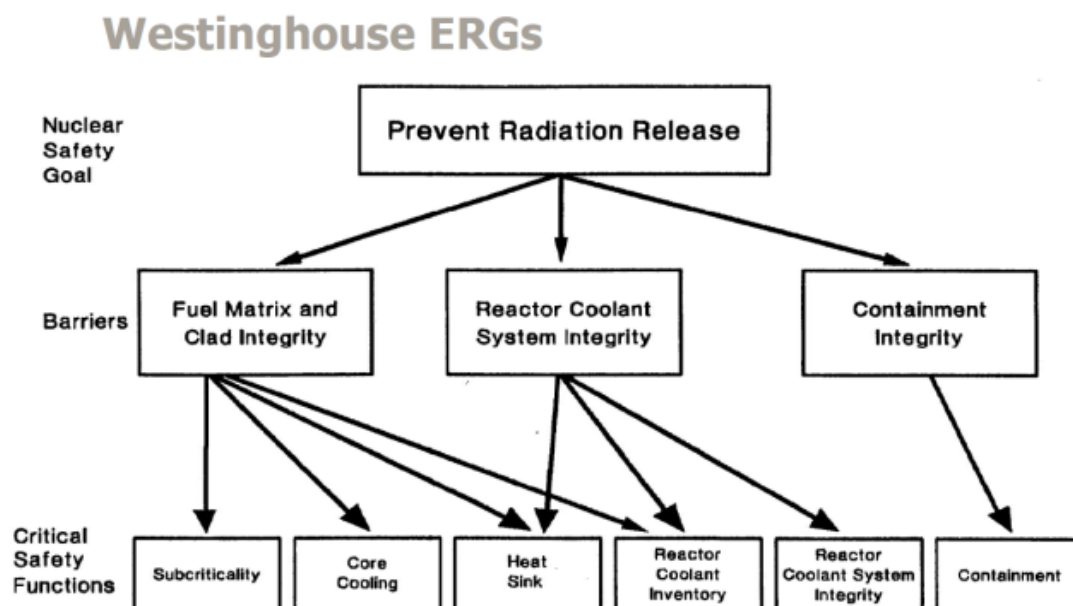 Westinghouse ERGs
Nuclear
Safety
Goal
Prevent Radiation Release
Barriers
Fuel Matrix and
Clad Integrity
Reactor Coolant
System Integrity
Containment
Integrity
Critical
Safety
Functions
Subcriticality
Core
Cooling
Heat
Sink
Reactor
Coolant
Inventory
Reactor
Coolant System
Integrity
Containment